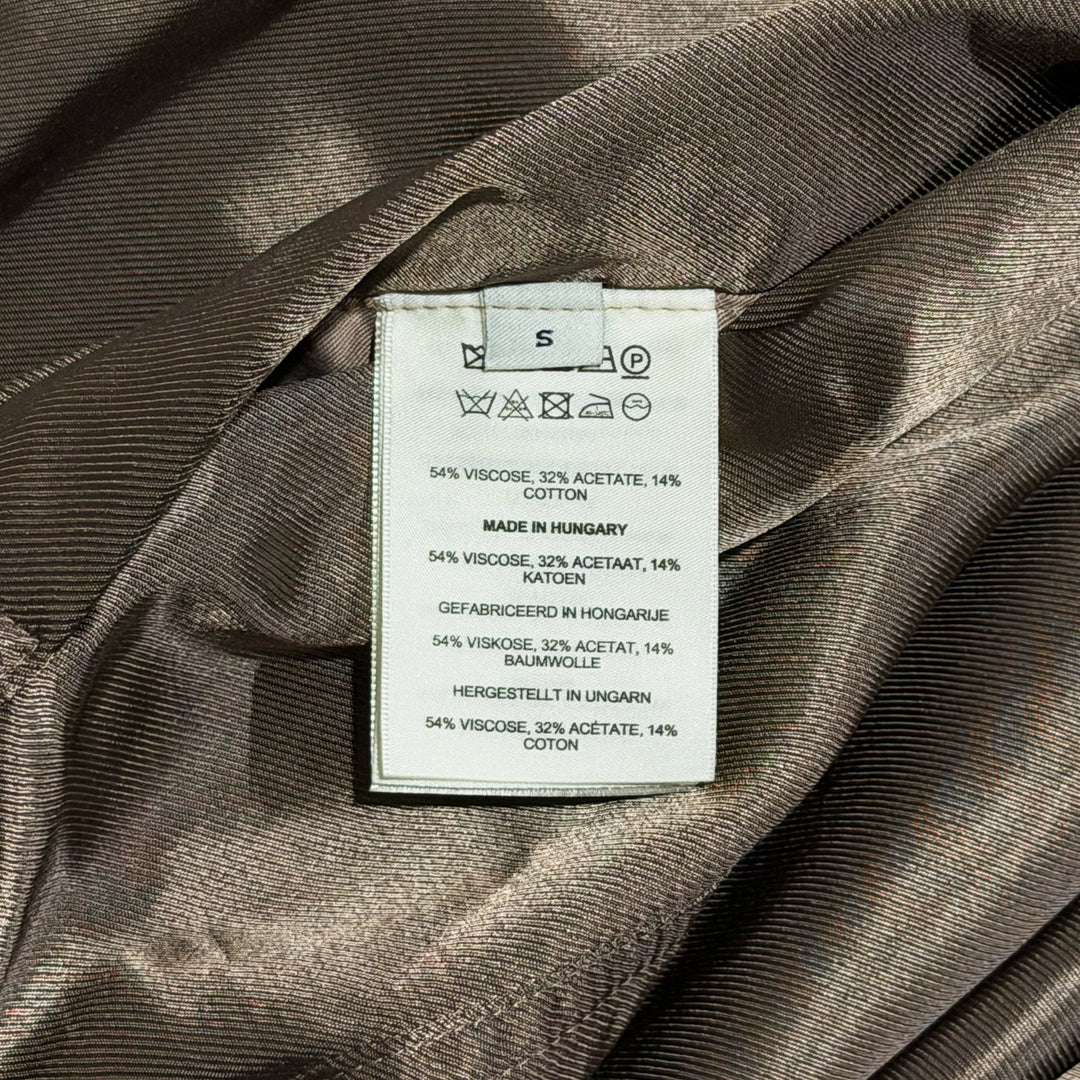 S
P
54% VISCOSE, 32% ACETATE, 14%
COTTON
MADE IN HUNGARY
54% VISCOSE, 32% ACETAAT, 14%
KATOEN
GEFABRICEERD IN HONGARIJE
54% VISKOSE, 32% ACETAT, 14%
BAUMWOLLE
HERGESTELLT IN UNGARN
54% VISCOSE, 32% ACÉTATE, 14%
COTON